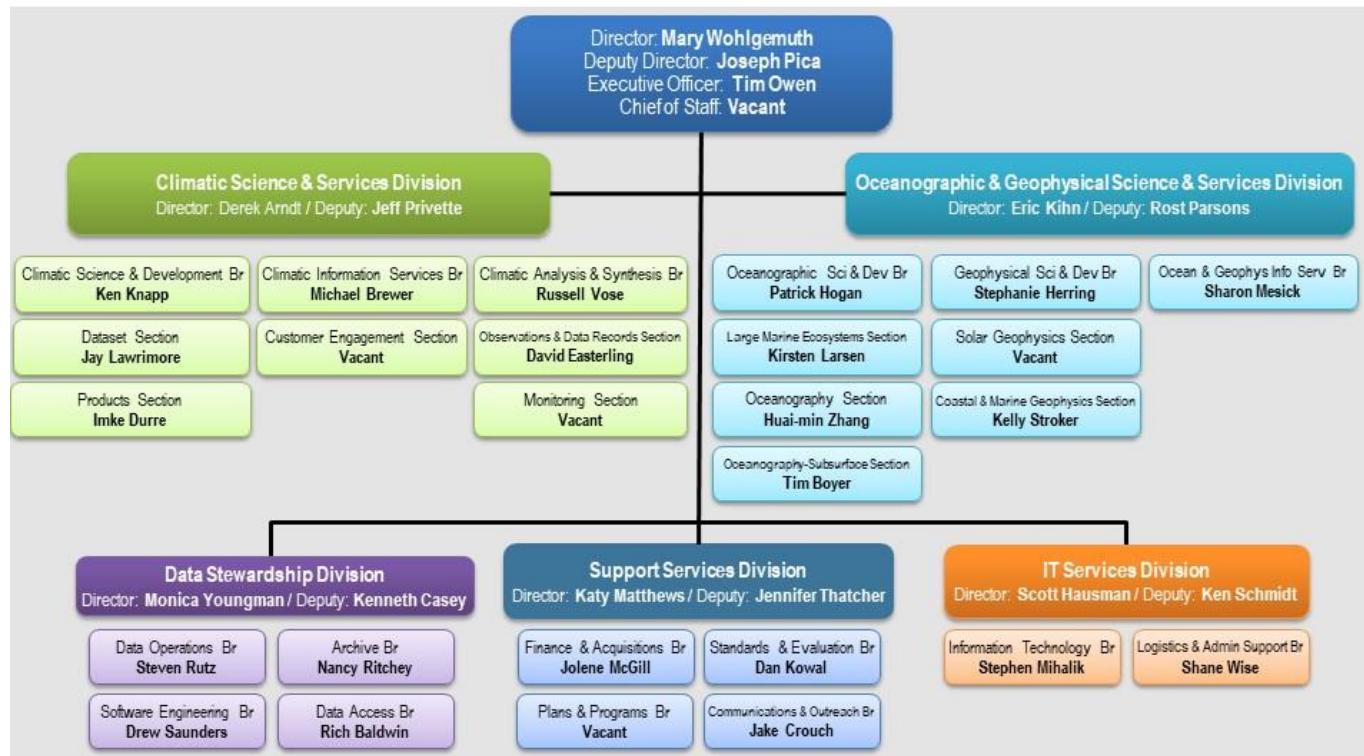 Director: Mary Wohlgemuth
Deputy Director: Joseph Pica
Executive Officer: Tim Owen
Chief of Staff: Vacant
Climatic Science & Services Division
Director: Derek Arndt / Deputy: Jeff Privette
Oceanographic & Geophysical Science & Services Division
Director: Eric Kihn / Deputy: Rost Parsons
Climatic Science & Development Br
Ken Knapp
Climatic Information Services Br
Michael Brewer
Climatic Analysis & Synthesis Br
Russell Vose
Dataset Section
Jay Lawrimore
Customer Engagement Section
Vacant
Observations & Data Records Section
David Easterling
Products Section
Imke Durre
Monitoring Section
Vacant
Oceanographic Sci & Dev Br
Patrick Hogan
Geophysical Sci & Dev Br
Stephanie Herring
Ocean & Geophys Info Serv Br
Sharon Mesick
Large Marine Ecosystems Section
Kirsten Larsen
Solar Geophysics Section
Vacant
Oceanography Section
Huai-min Zhang
Coastal & Marine Geophysics Section
Kelly Stroker
Oceanography-Subsurface Section
Tim Boyer
Data Stewardship Division
Director: Monica Youngman / Deputy: Kenneth Casey
Data Operations Br
Steven Rutz
Archive Br
Nancy Ritchey
Software Engineering Br
Drew Saunders
Data Access Br
Rich Baldwin
Support Services Division
Director: Katy Matthews / Deputy: Jennifer Thatcher
Finance & Acquisitions Br
Jolene McGill
Standards & Evaluation Br
Dan Kowal
Plans & Programs Br
Vacant
Communications & Outreach Br
Jake Crouch
IT Services Division
Director: Scott Hausman / Deputy: Ken Schmidt
Information Technology Br
Stephen Mihalik
Logistics & Admin Support Br
Shane Wise